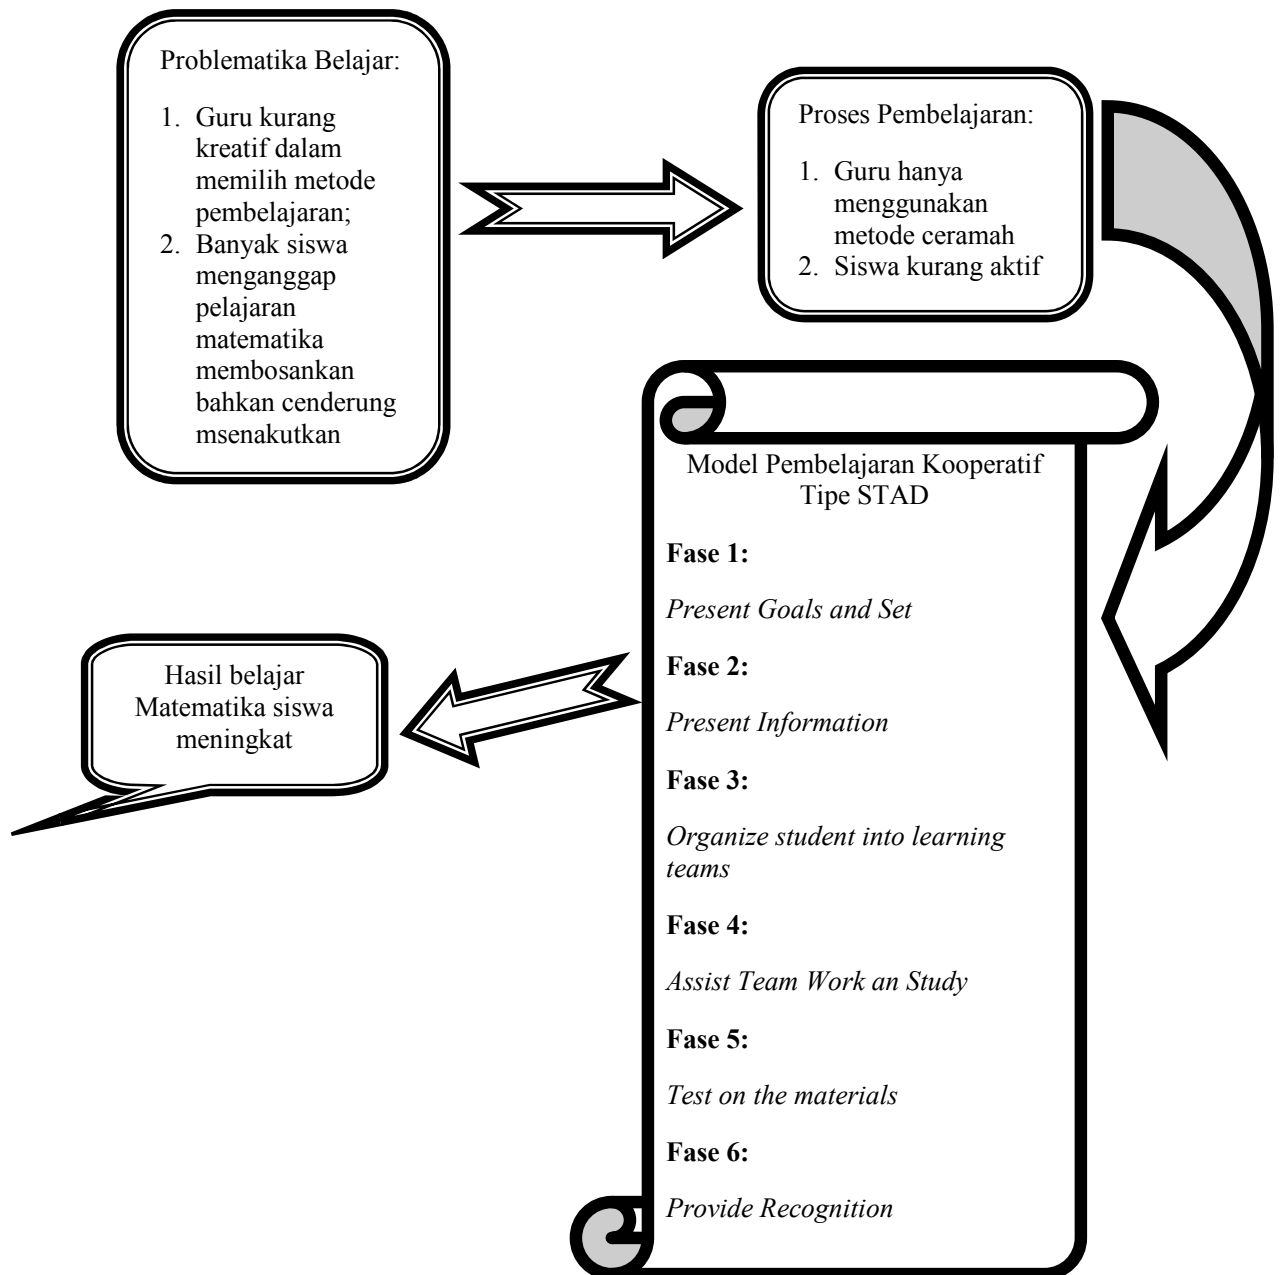 Problematika Belajar:
1. Guru kurang
kreatif dalam
memilih metode
pembelajaran;
2. Banyak siswa
menganggap
pelajaran
matematika
membosankan
bahkan cenderung
msenakutkan
Proses Pembelajaran:
1. Guru hanya
menggunakan
metode ceramah
2. Siswa kurang aktif
Model Pembelajaran Kooperatif
Tipe STAD
Fase 1:
Present Goals and Set
Fase 2:
Present Information
Fase 3:
Organize student into learning
teams
Fase 4:
Assist Team Work an Study
Fase 5:
Test on the materials
Fase 6:
Provide Recognition
Hasil belajar
Matematika siswa
meningkat